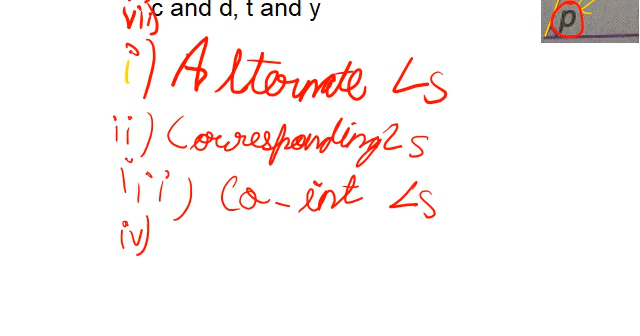 vii) c and d, t and y
p
i) Alternate ∠s
ii) Corresponding ∠s
iii) Co-int ∠s
iv)